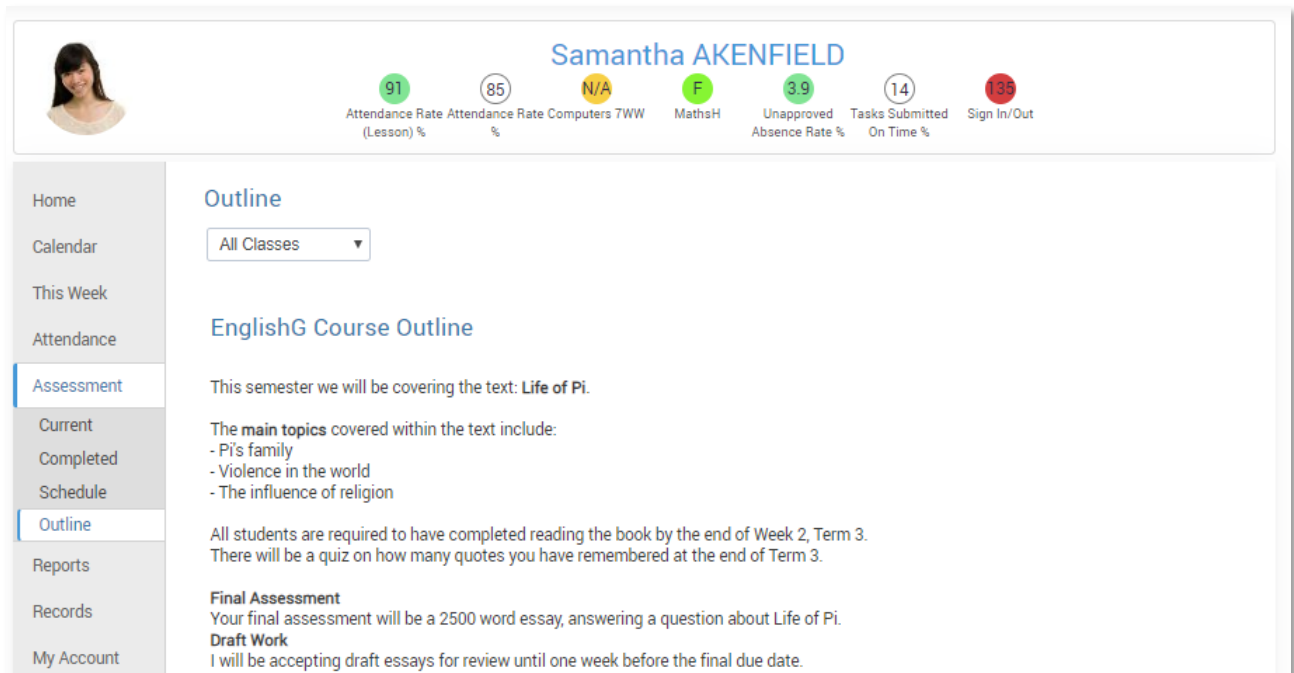 Samantha AKENFIELD
91 85 N/A F 3.9 14 135
Attendance Rate Attendance Rate Computers 7WW MathsH Unapproved Tasks Submitted Sign In/Out
(Lesson) % % Absence Rate % On Time %
Home
Calendar
This Week
Attendance
Assessment
Current
Completed
Schedule
Outline
Reports
Records
My Account
Outline
All Classes
EnglishG Course Outline
This semester we will be covering the text: Life of Pi.
The main topics covered within the text include:
- Pi's family
- Violence in the world
- The influence of religion
All students are required to have completed reading the book by the end of Week 2, Term 3.
There will be a quiz on how many quotes you have remembered at the end of Term 3.
Final Assessment
Your final assessment will be a 2500 word essay, answering a question about Life of Pi.
Draft Work
I will be accepting draft essays for review until one week before the final due date.